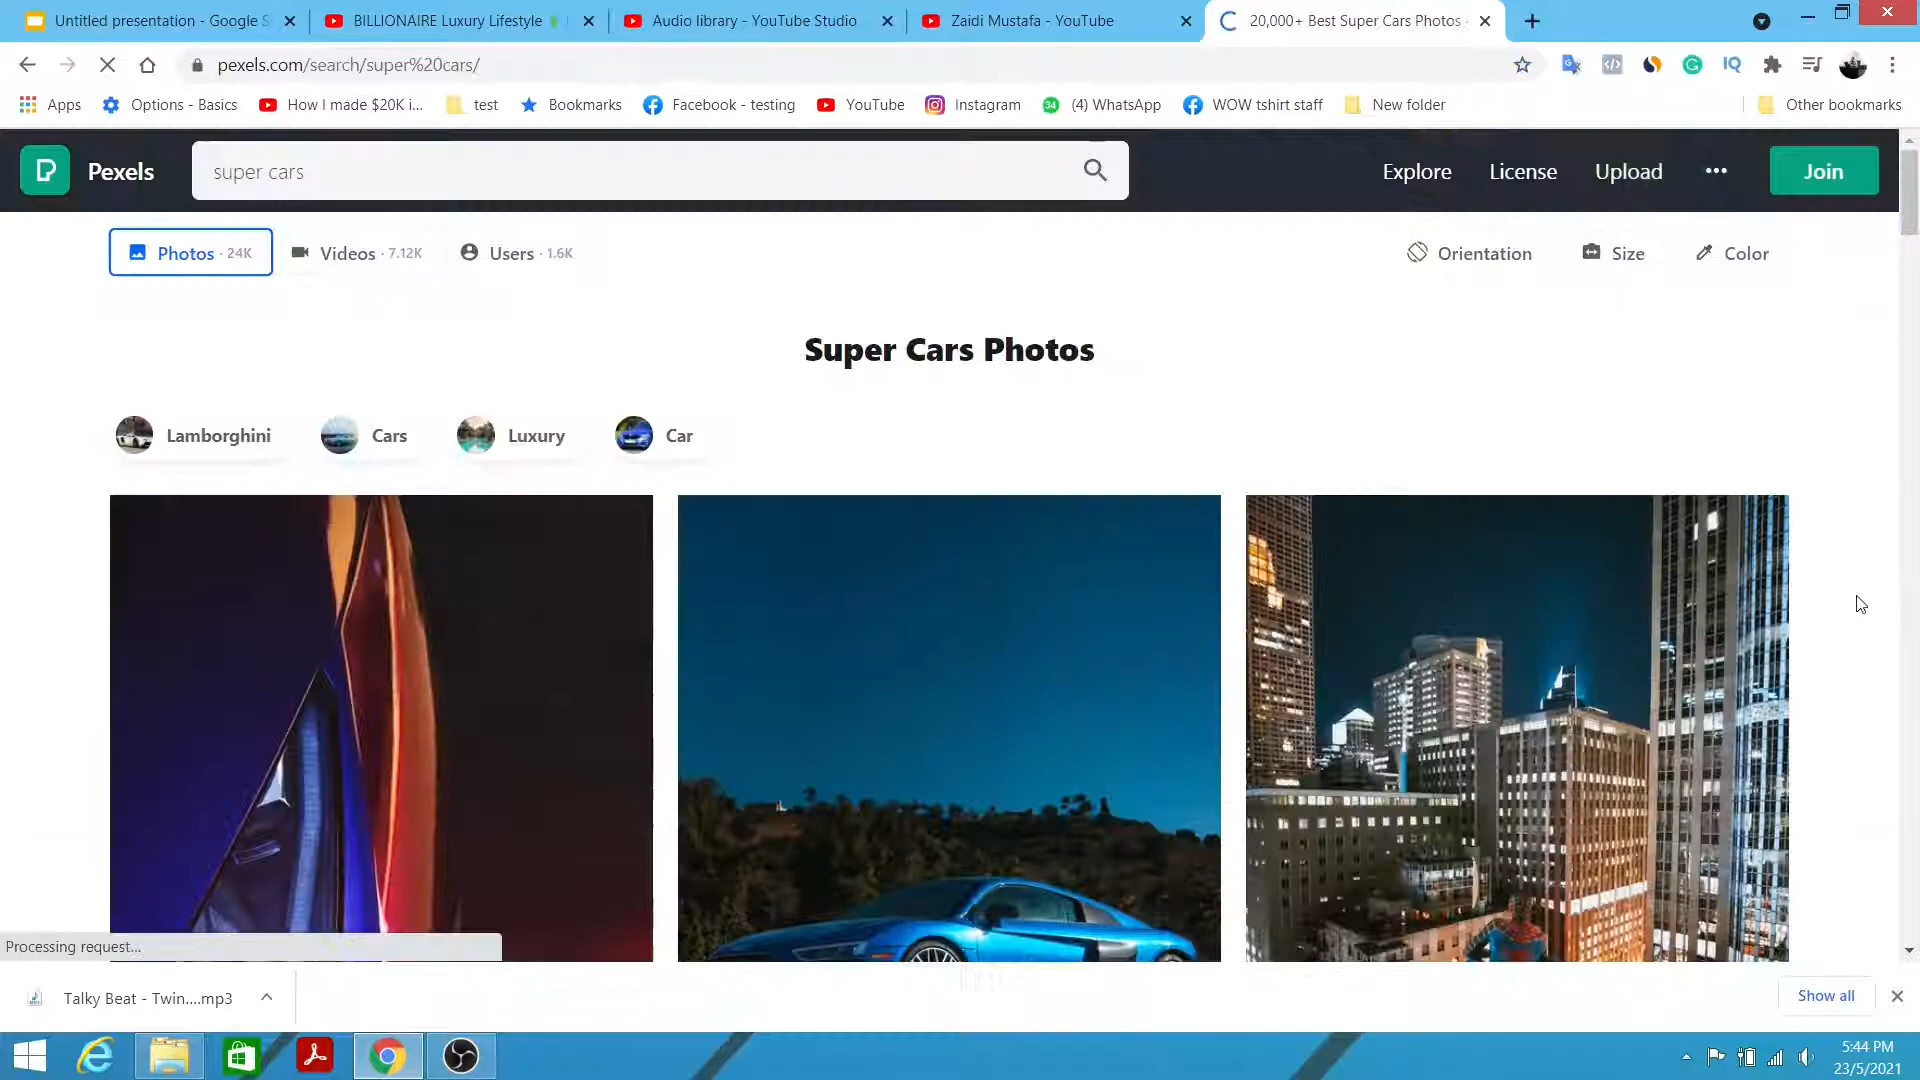 Untitled presentation - Google S
BILLIONAIRE Luxury Lifestyle
Audio library - YouTube Studio
Zaidi Mustafa - YouTube
20,000+ Best Super Cars Photos
pexels.com/search/super%20cars/
Apps
Options - Basics
How I made $20K i...
test
Bookmarks
Facebook - testing
YouTube
Instagram
34
(4) WhatsApp
WOW tshirt staff
New folder
Other bookmarks
Pexels
super cars
Explore
License
Upload
Join
Photos · 24K
Videos · 7.12K
Users · 1.6K
Orientation
Size
Color
Super Cars Photos
Lamborghini
Cars
Luxury
Car
Processing request...
Talky Beat - Twin....mp3
Show all
5:44 PM
23/5/2021